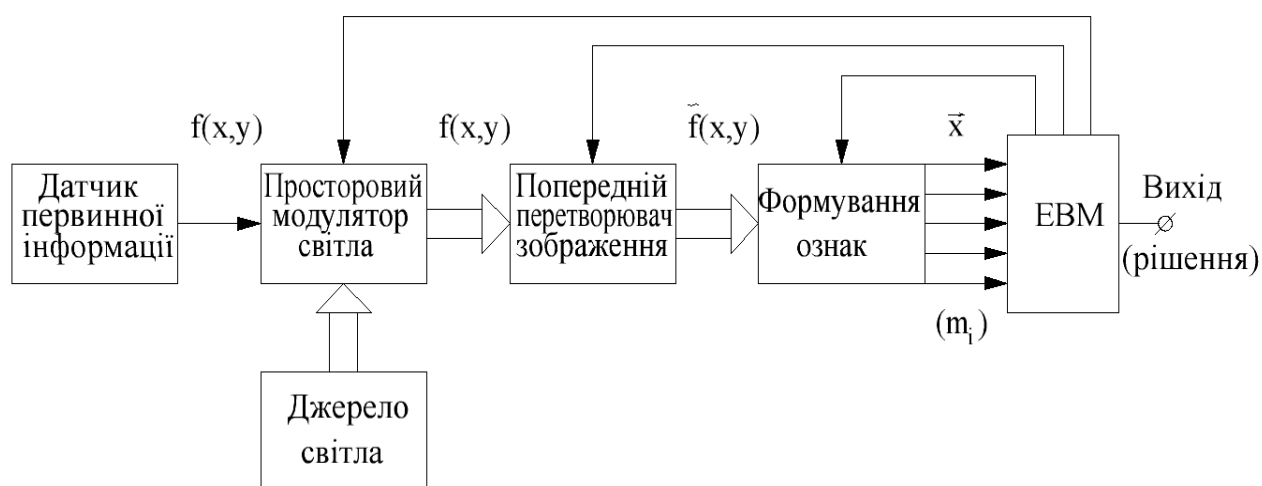 f(x,y)
f(x,y)
f̃(x,y)
x⃗
Датчик
первинної
інформації
Просторовий
модулятор
світла
Попередній
перетворювач
зображення
Формування
ознак
ЕВМ
Вихід
(рішення)
(mᵢ)
Джерело
світла